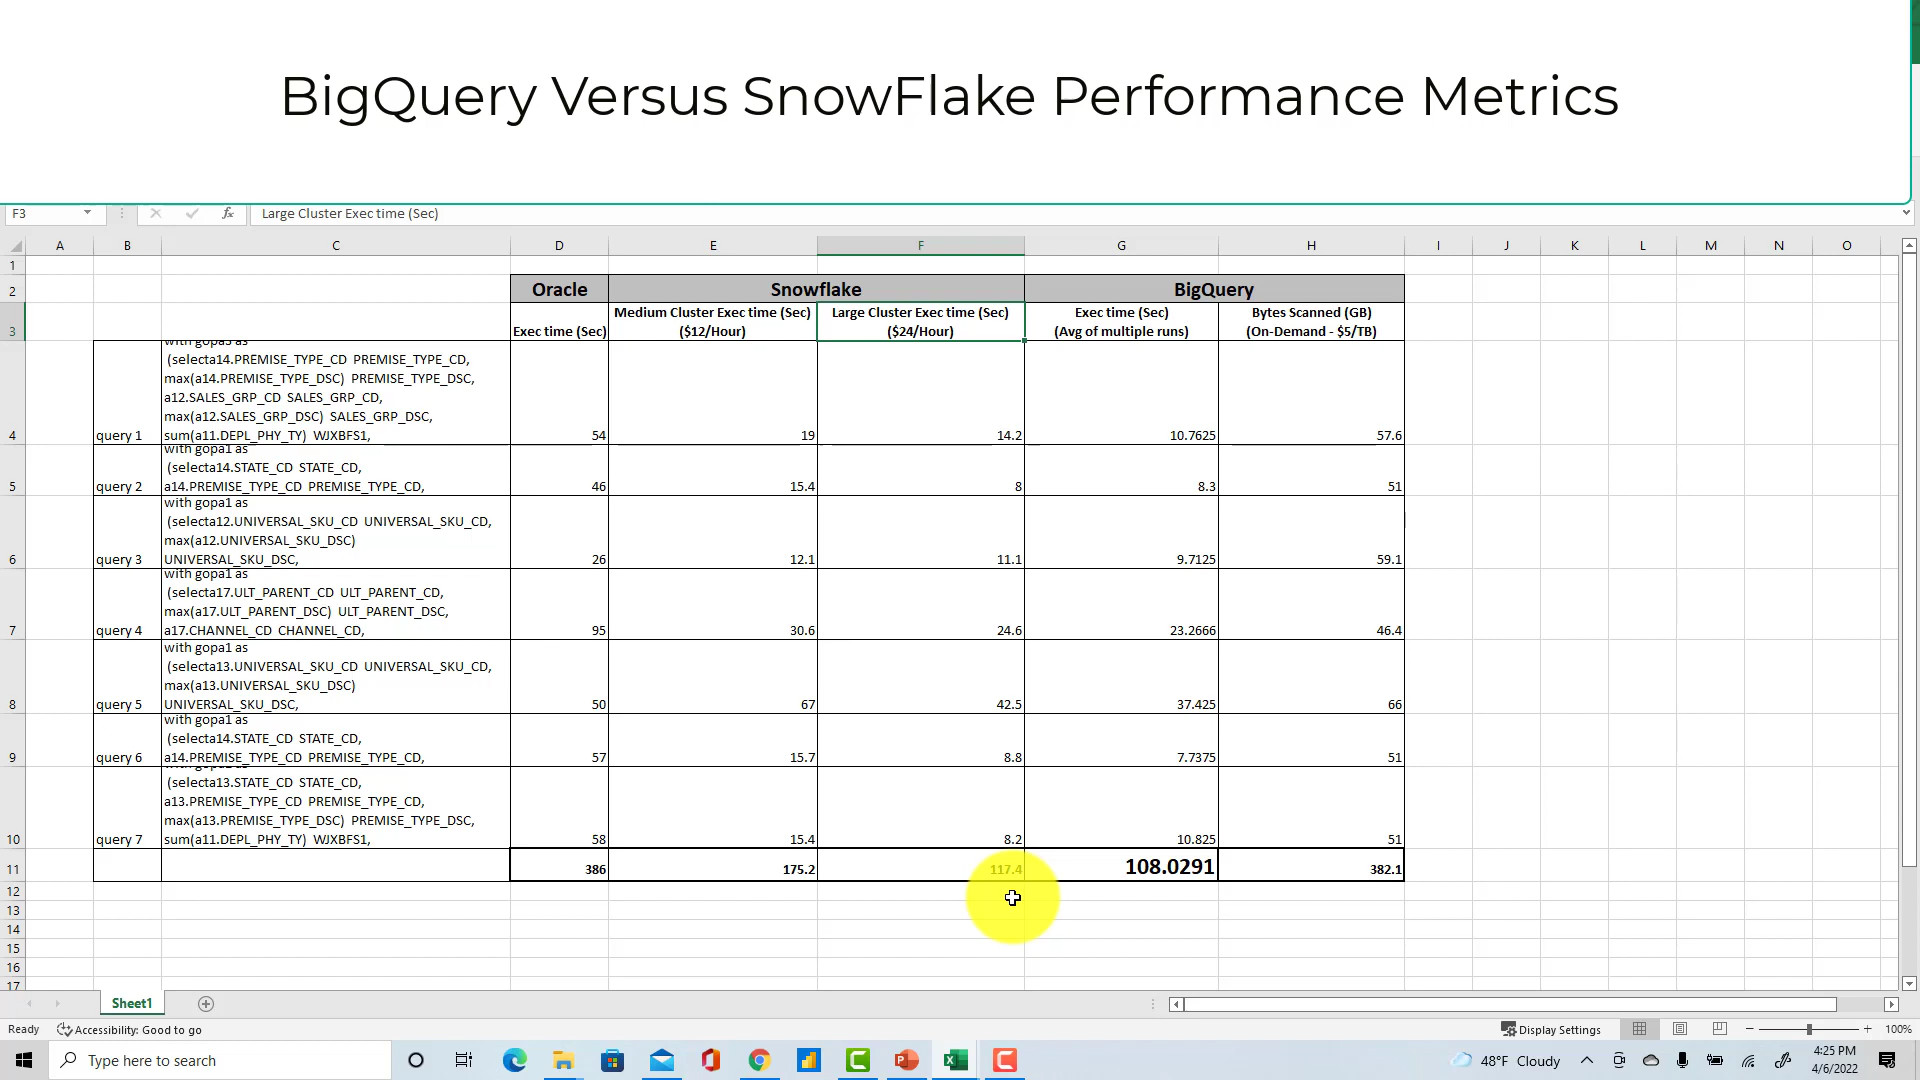 BigQuery Versus SnowFlake Performance Metrics
F3 fx Large Cluster Exec time (Sec)
A B C D E F G H I J K L M N O
1
2 Oracle Snowflake BigQuery
Medium Cluster Exec time (Sec) Large Cluster Exec time (Sec) Exec time (Sec) Bytes Scanned (GB)
3 Exec time (Sec) ($12/Hour) ($24/Hour) (Avg of multiple runs) (On-Demand - $5/TB)
(selecta14.PREMISE_TYPE_CD PREMISE_TYPE_CD,
max(a14.PREMISE_TYPE_DSC) PREMISE_TYPE_DSC,
a12.SALES_GRP_CD SALES_GRP_CD,
max(a12.SALES_GRP_DSC) SALES_GRP_DSC,
4 query 1 sum(a11.DEPL_PHY_TY) WJXBFS1, 54 19 14.2 10.7625 57.6
with gopa1 as
(selecta14.STATE_CD STATE_CD,
5 query 2 a14.PREMISE_TYPE_CD PREMISE_TYPE_CD, 46 15.4 8 8.3 51
with gopa1 as
(selecta12.UNIVERSAL_SKU_CD UNIVERSAL_SKU_CD,
max(a12.UNIVERSAL_SKU_DSC)
6 query 3 UNIVERSAL_SKU_DSC, 26 12.1 11.1 9.7125 59.1
with gopa1 as
(selecta17.ULT_PARENT_CD ULT_PARENT_CD,
max(a17.ULT_PARENT_DSC) ULT_PARENT_DSC,
7 query 4 a17.CHANNEL_CD CHANNEL_CD, 95 30.6 24.6 23.2666 46.4
with gopa1 as
(selecta13.UNIVERSAL_SKU_CD UNIVERSAL_SKU_CD,
max(a13.UNIVERSAL_SKU_DSC)
8 query 5 UNIVERSAL_SKU_DSC, 50 67 42.5 37.425 66
with gopa1 as
(selecta14.STATE_CD STATE_CD,
9 query 6 a14.PREMISE_TYPE_CD PREMISE_TYPE_CD, 57 15.7 8.8 7.7375 51
(selecta13.STATE_CD STATE_CD,
a13.PREMISE_TYPE_CD PREMISE_TYPE_CD,
max(a13.PREMISE_TYPE_DSC) PREMISE_TYPE_DSC,
10 query 7 sum(a11.DEPL_PHY_TY) WJXBFS1, 58 15.4 8.2 10.825 51
11 386 175.2 117.4 108.0291 382.1
12
13
14
15
16
17
Sheet1
Ready Accessibility: Good to go Display Settings 100%
Type here to search 48°F Cloudy 4:25 PM
4/6/2022